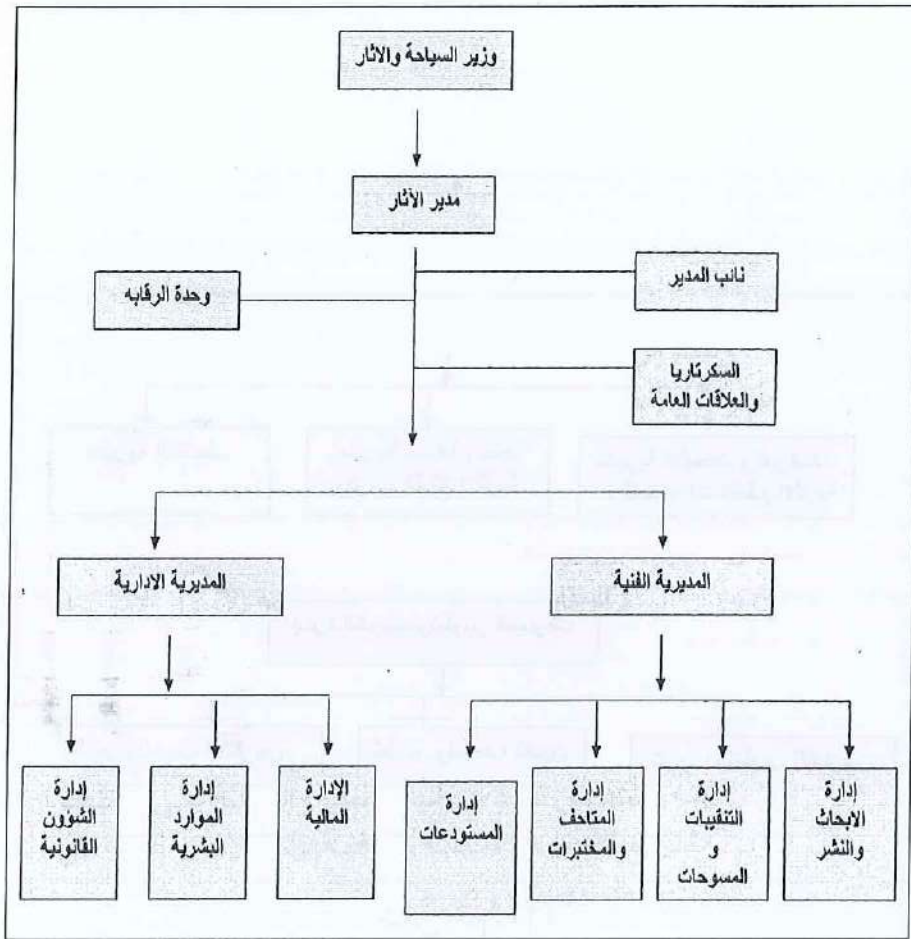 وزير السياحة والاثار
مدير الآثار
نائب المدير
وحدة الرقابه
السكرتاريا
والعلاقات العامة
المديرية الفنية
المديرية الادارية
إدارة
الابحاث
والنشر
إدارة
التنقيبات
و
المسوحات
إدارة
المتاحف
والمختبرات
إدارة
المستودعات
الإدارة
المالية
إدارة
الموارد
البشرية
إدارة
الشؤون
القانونية